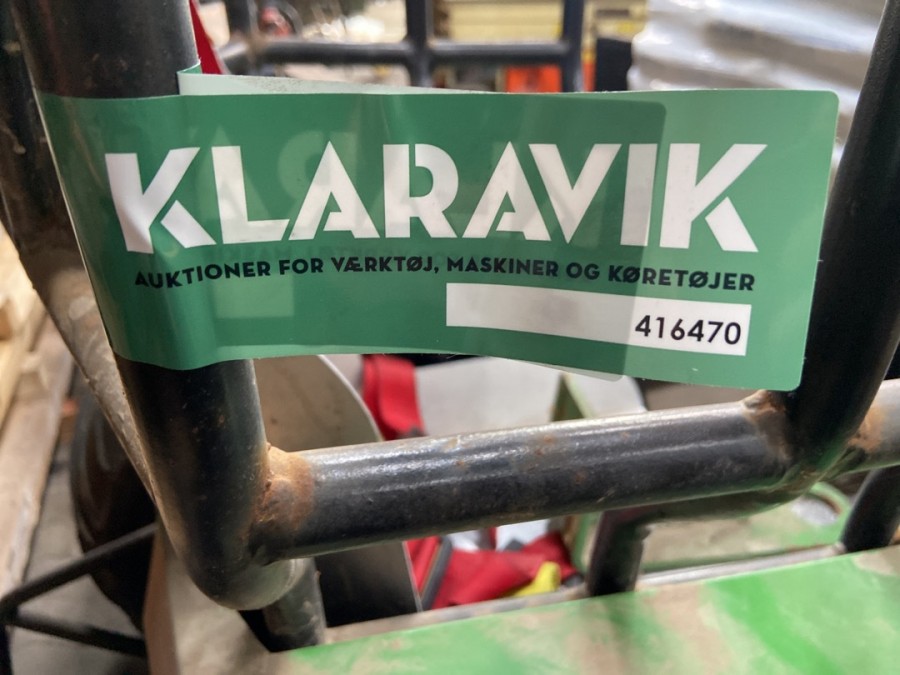 KLARAVIK
AUKTIONER FOR VÆRKTØJ, MASKINER OG KØRETØJER
416470